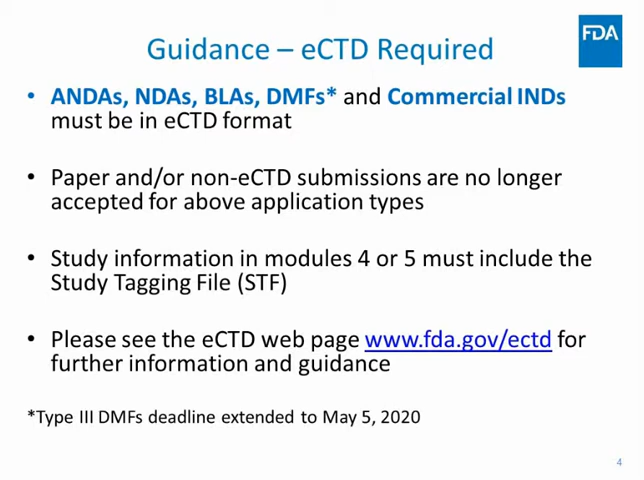 FDA
Guidance – eCTD Required
• ANDAs, NDAs, BLAs, DMFs* and Commercial INDs
must be in eCTD format
• Paper and/or non-eCTD submissions are no longer
accepted for above application types
• Study information in modules 4 or 5 must include the
Study Tagging File (STF)
• Please see the eCTD web page www.fda.gov/ectd for
further information and guidance
*Type III DMFs deadline extended to May 5, 2020
4